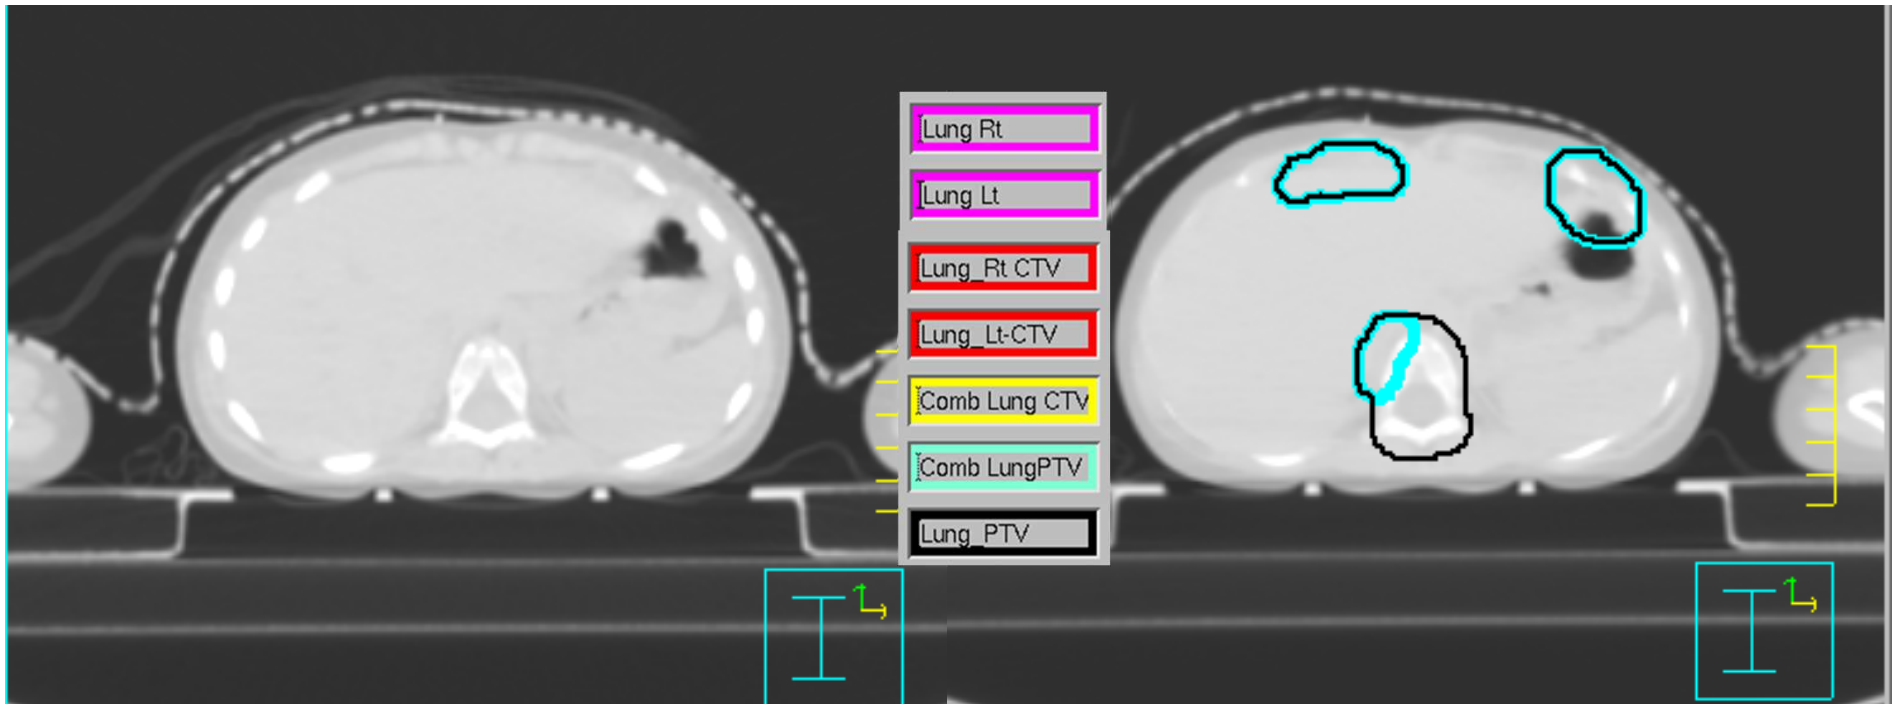 Lung Rt
Lung Lt
Lung_Rt CTV
Lung_Lt-CTV
Comb Lung CTV
Comb LungPTV
Lung_PTV